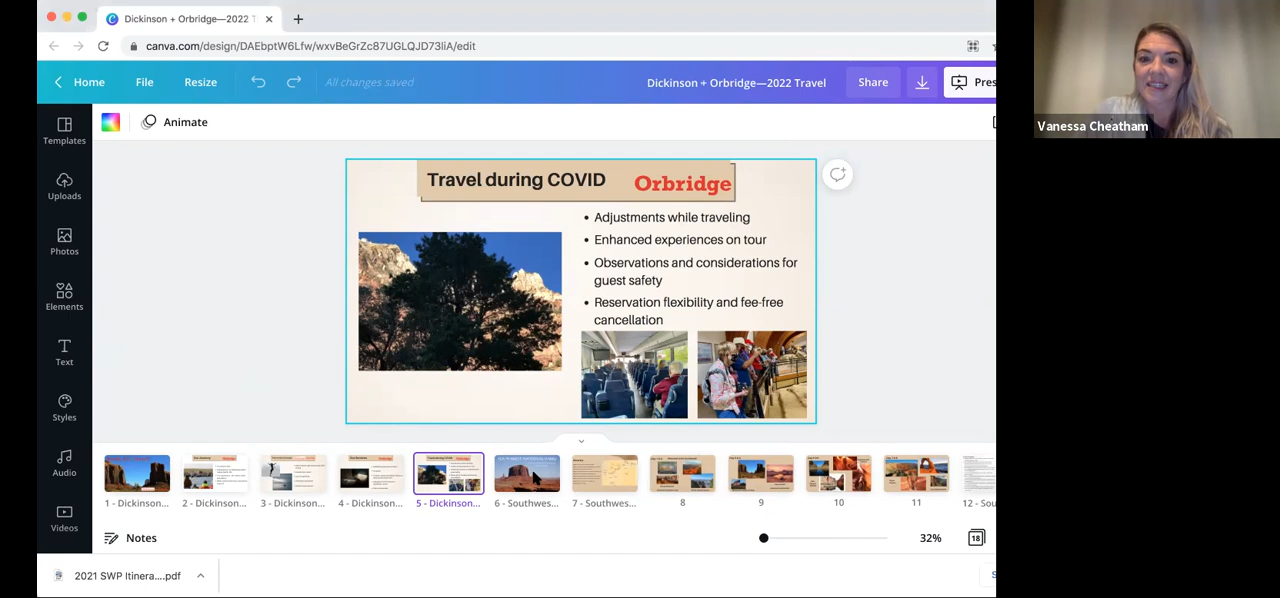 Dickinson + Orbridge—2022 T
canva.com/design/DAEbptW6Lfw/wxvBeGrZc87UGLQJD73liA/edit
Home
File
Resize
All changes saved
Dickinson + Orbridge—2022 Travel
Share
Pres
Templates
Uploads
Photos
Elements
Text
Styles
Audio
Videos
Animate
Travel during COVID
Orbridge
• Adjustments while traveling
• Enhanced experiences on tour
• Observations and considerations for
guest safety
• Reservation flexibility and fee-free
cancellation
1 - Dickinson...
2 - Dickinson...
3 - Dickinson...
4 - Dickinson...
5 - Dickinson...
6 - Southwes...
7 - Southwes...
8
9
10
11
12 - Sou
Notes
32%
18
2021 SWP Itinera....pdf
S
Vanessa Cheatham